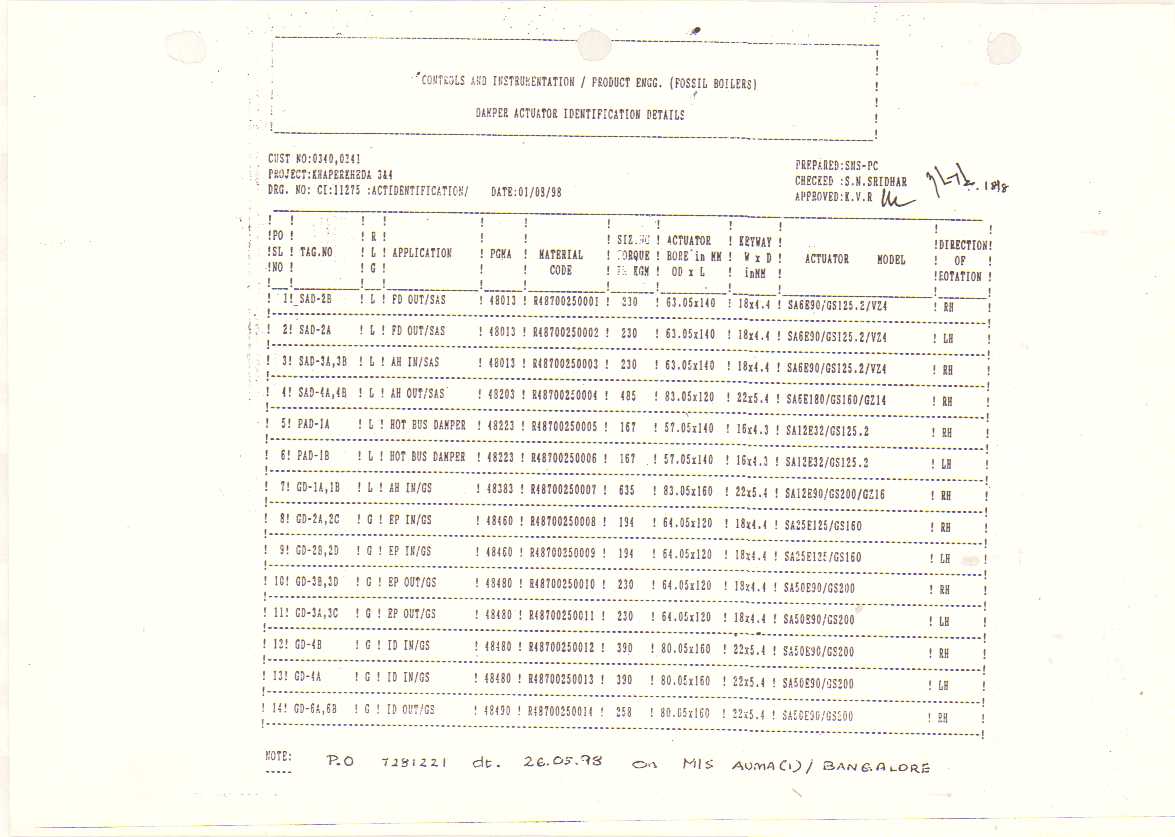 CONTROLS AND INSTRUMENTATION / PRODUCT ENGG. (FOSSIL BOILERS)
DAMPER ACTUATOR IDENTIFICATION DETAILS
CUST NO:0340,0341
PROJECT:KHAPERKHEDA 3&4
DRG. NO: CI:11275 :ACTIDENTIFICATION/ DATE:01/08/98
PREPARED:SMS-PC
CHECKED :S.N.SRIDHAR
APPROVED:K.V.R
! PO ! ! R ! ! ! ! SIZ. ! ACTUATOR ! KEYWAY ! ! DIRECTION!
!SL ! TAG.NO ! L ! APPLICATION ! PGMA ! MATERIAL ! TORQUE ! BORE in MM ! W x D ! ACTUATOR MODEL ! OF !
!NO ! ! G ! ! ! CODE ! IN KGM ! OD x L ! inMM ! ! ROTATION !
! 1! SAD-2B ! L ! FD OUT/SAS ! 48013 ! R48700250001 ! 230 ! 63.05x140 ! 18x4.4 ! SA6E90/GS125.2/VZ4 ! RH !
! 2! SAD-2A ! L ! FD OUT/SAS ! 48013 ! R48700250002 ! 230 ! 63.05x140 ! 18x4.4 ! SA6E90/GS125.2/VZ4 ! LH !
! 3! SAD-3A,3B ! L ! AH IN/SAS ! 48013 ! R48700250003 ! 230 ! 63.05x140 ! 18x4.4 ! SA6E90/GS125.2/VZ4 ! RH !
! 4! SAD-4A,4B ! L ! AH OUT/SAS ! 48203 ! R48700250004 ! 485 ! 83.05x120 ! 22x5.4 ! SA6E180/GS160/GZ14 ! RH !
! 5! PAD-1A ! L ! HOT BUS DAMPER ! 48223 ! R48700250005 ! 167 ! 57.05x140 ! 16x4.3 ! SA12E32/GS125.2 ! RH !
! 6! PAD-1B ! L ! HOT BUS DAMPER ! 48223 ! R48700250006 ! 167 ! 57.05x140 ! 16x4.3 ! SA12E32/GS125.2 ! LH !
! 7! GD-1A,1B ! L ! AH IN/GS ! 48383 ! R48700250007 ! 635 ! 83.05x160 ! 22x5.4 ! SA12E90/GS200/GZ16 ! RH !
! 8! GD-2A,2C ! G ! EP IN/GS ! 48460 ! R48700250008 ! 194 ! 64.05x120 ! 18x4.4 ! SA25E125/GS160 ! RH !
! 9! GD-2B,2D ! G ! EP IN/GS ! 48460 ! R48700250009 ! 194 ! 64.05x120 ! 18x4.4 ! SA25E125/GS160 ! LH !
! 10! GD-3B,3D ! G ! EP OUT/GS ! 48480 ! R48700250010 ! 230 ! 64.05x120 ! 18x4.4 ! SA50E90/GS200 ! RH !
! 11! GD-3A,3C ! G ! EP OUT/GS ! 48480 ! R48700250011 ! 230 ! 64.05x120 ! 18x4.4 ! SA50E90/GS200 ! LH !
! 12! GD-4B ! G ! ID IN/GS ! 48480 ! R48700250012 ! 390 ! 80.05x160 ! 22x5.4 ! SA50E90/GS200 ! RH !
! 13! GD-4A ! G ! ID IN/GS ! 48480 ! R48700250013 ! 390 ! 80.05x160 ! 22x5.4 ! SA50E90/GS200 ! LH !
! 14! GD-6A,6B ! G ! ID OUT/GS ! 48490 ! R48700250014 ! 258 ! 80.05x160 ! 22x5.4 ! SA50E90/GS200 ! RH !
NOTE: P.O 7281221 dt. 26.05.98 on M/S AUMA(I)/ BANGALORE